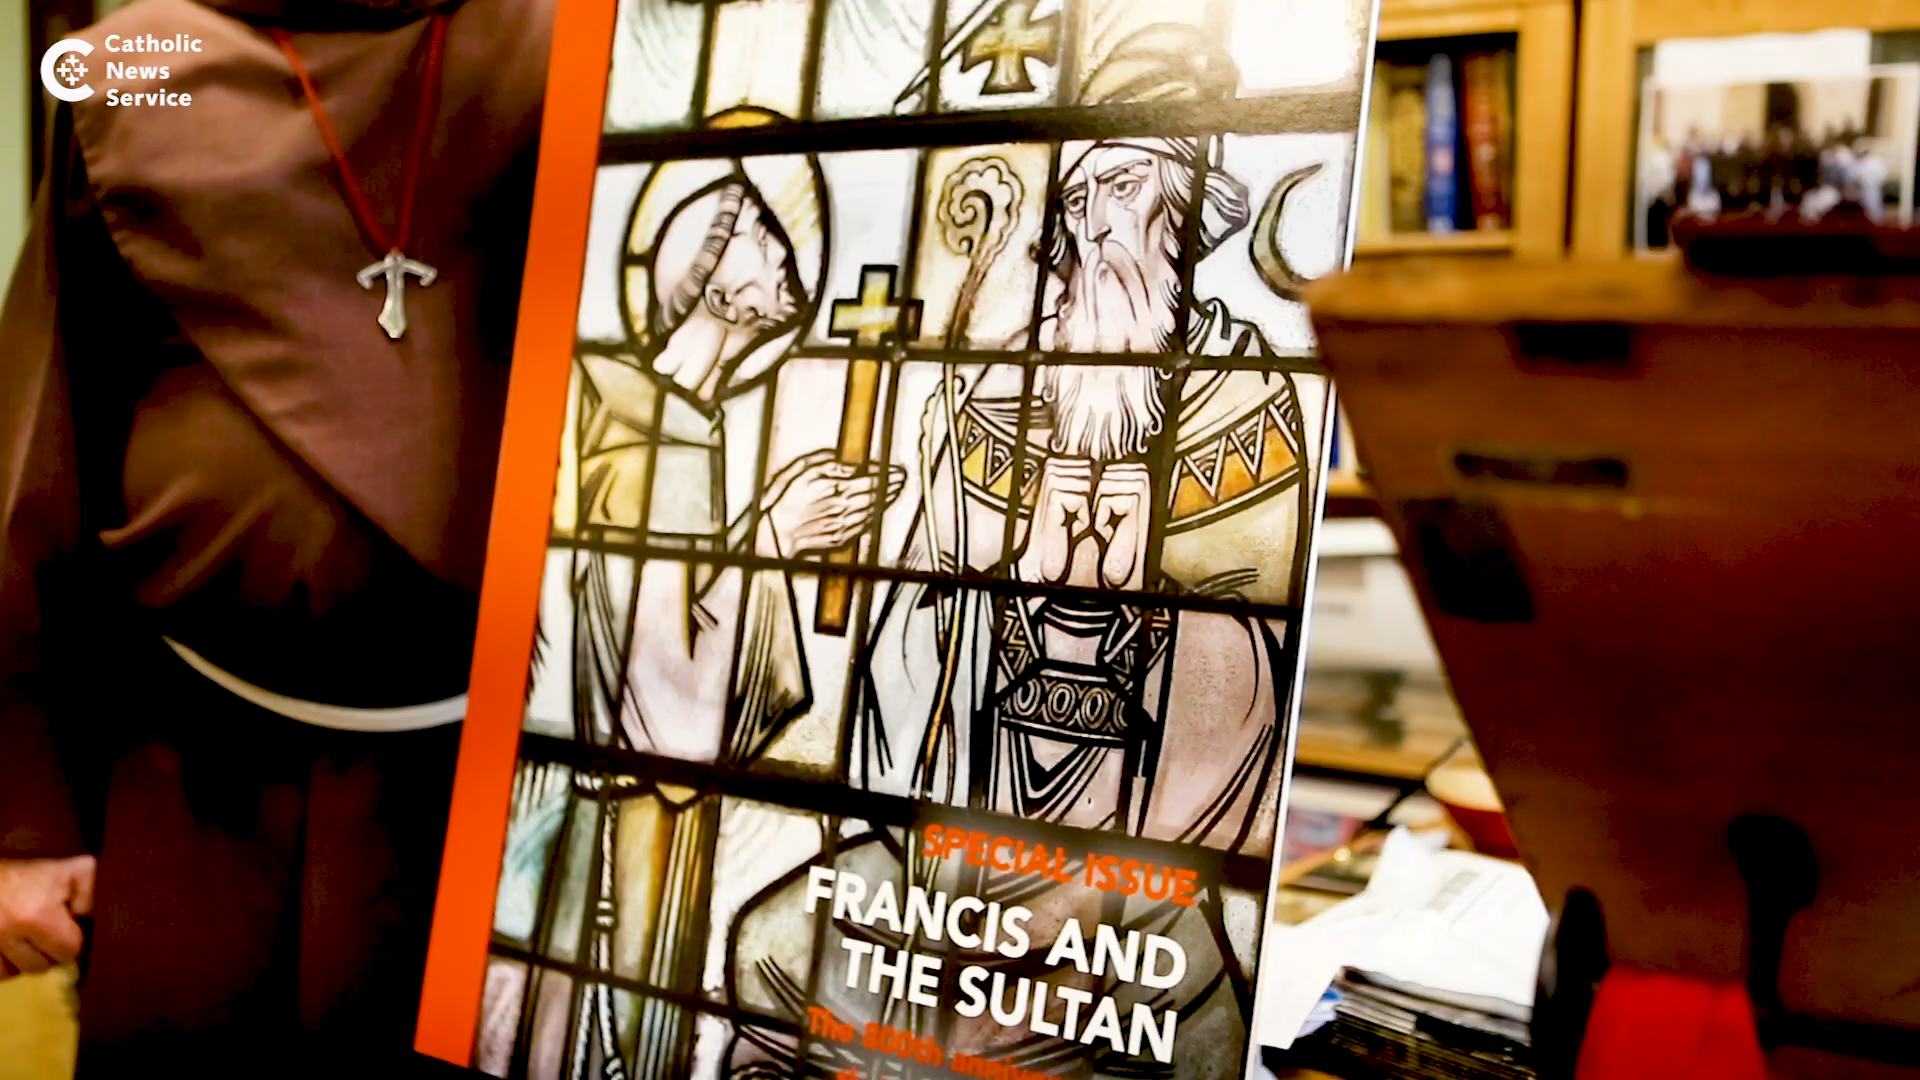 Catholic
News
Service
SPECIAL ISSUE
FRANCIS AND
THE SULTAN
The 800th